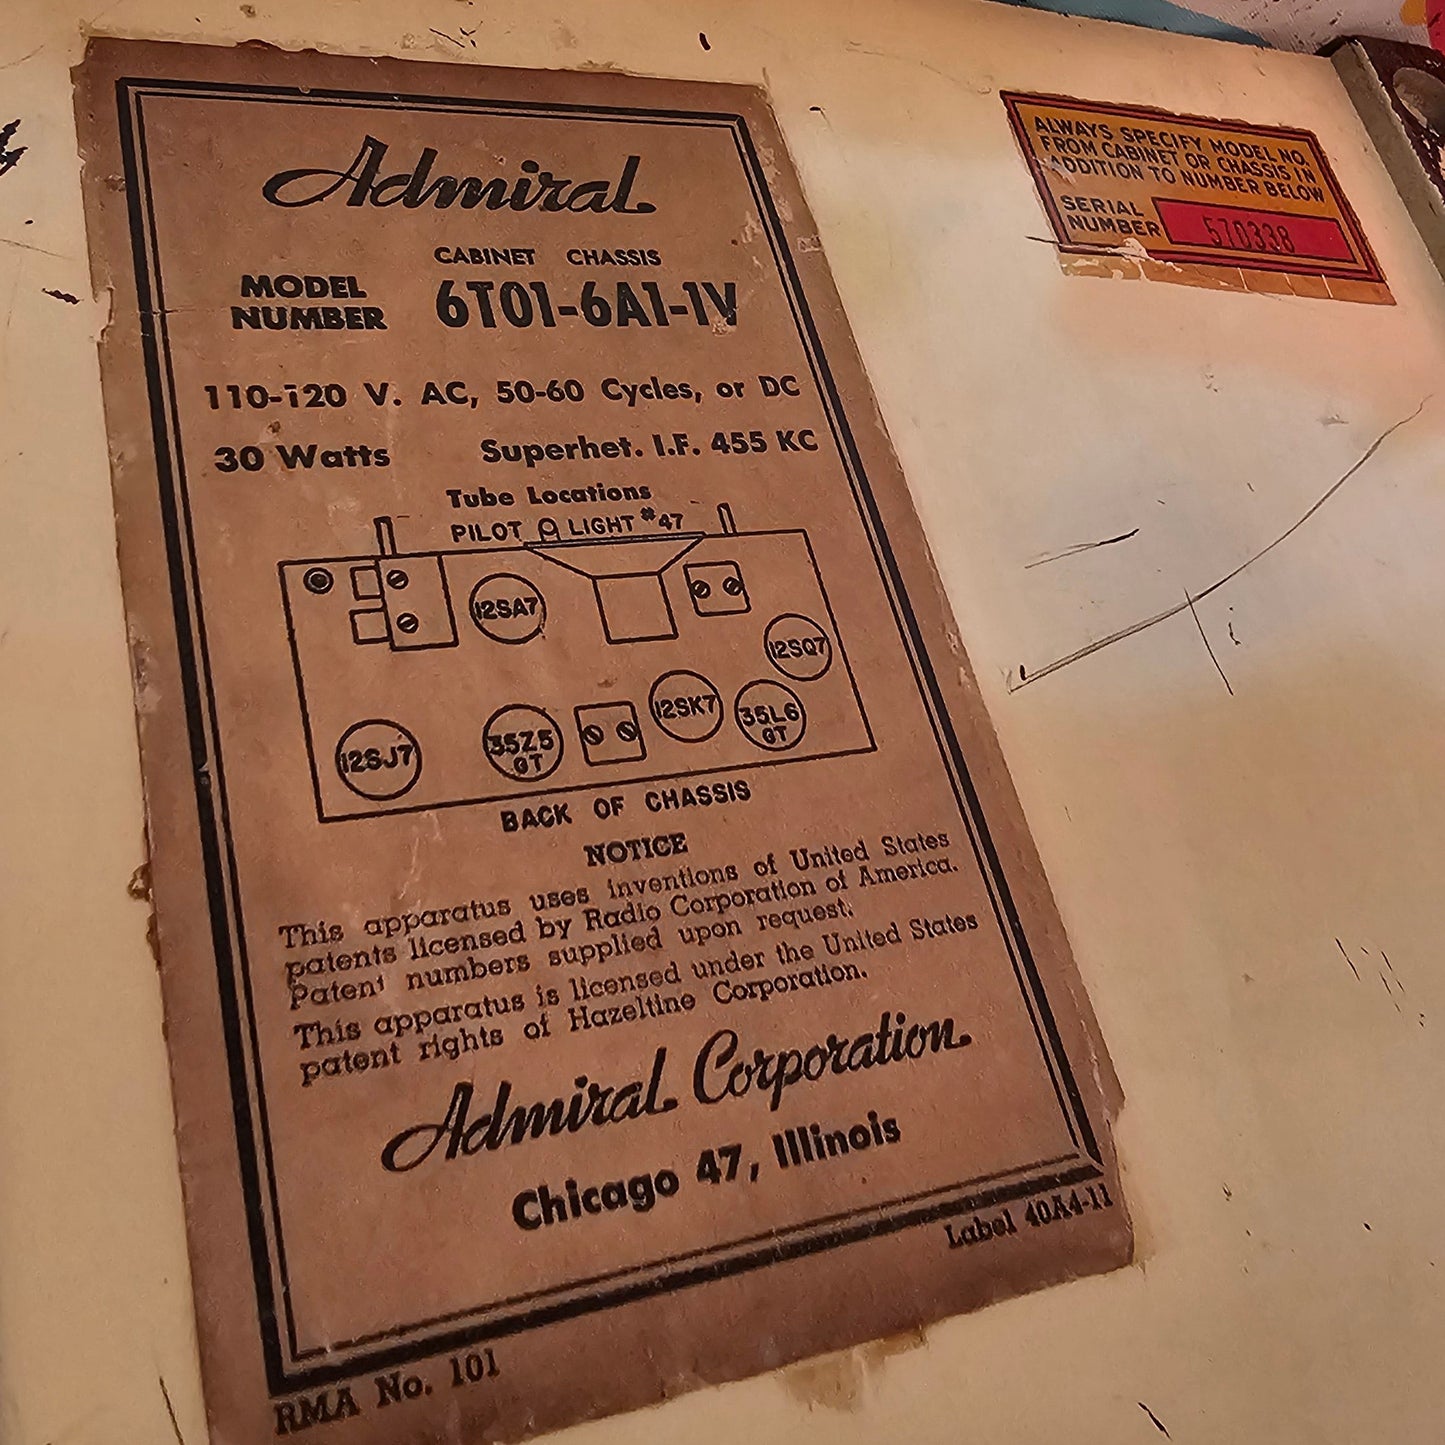 Admiral
CABINET CHASSIS
MODEL NUMBER 6T01-6A1-1V
110-120 V. AC, 50-60 Cycles, or DC
30 Watts Superhet. I.F. 455 KC
Tube Locations
PILOT LIGHT #47
12SA7
12SQ7
12SJ7
35Z5 GT
12SK7
35L6 GT
BACK OF CHASSIS
NOTICE
This apparatus uses inventions of United States
patents licensed by Radio Corporation of America.
Patent numbers supplied upon request.
This apparatus is licensed under the United States
patent rights of Hazeltine Corporation.
Admiral Corporation
Chicago 47, Illinois
Label 40A4-11
RMA No. 101
ALWAYS SPECIFY MODEL NO.
FROM CABINET OR CHASSIS IN
ADDITION TO NUMBER BELOW
SERIAL
NUMBER 570338